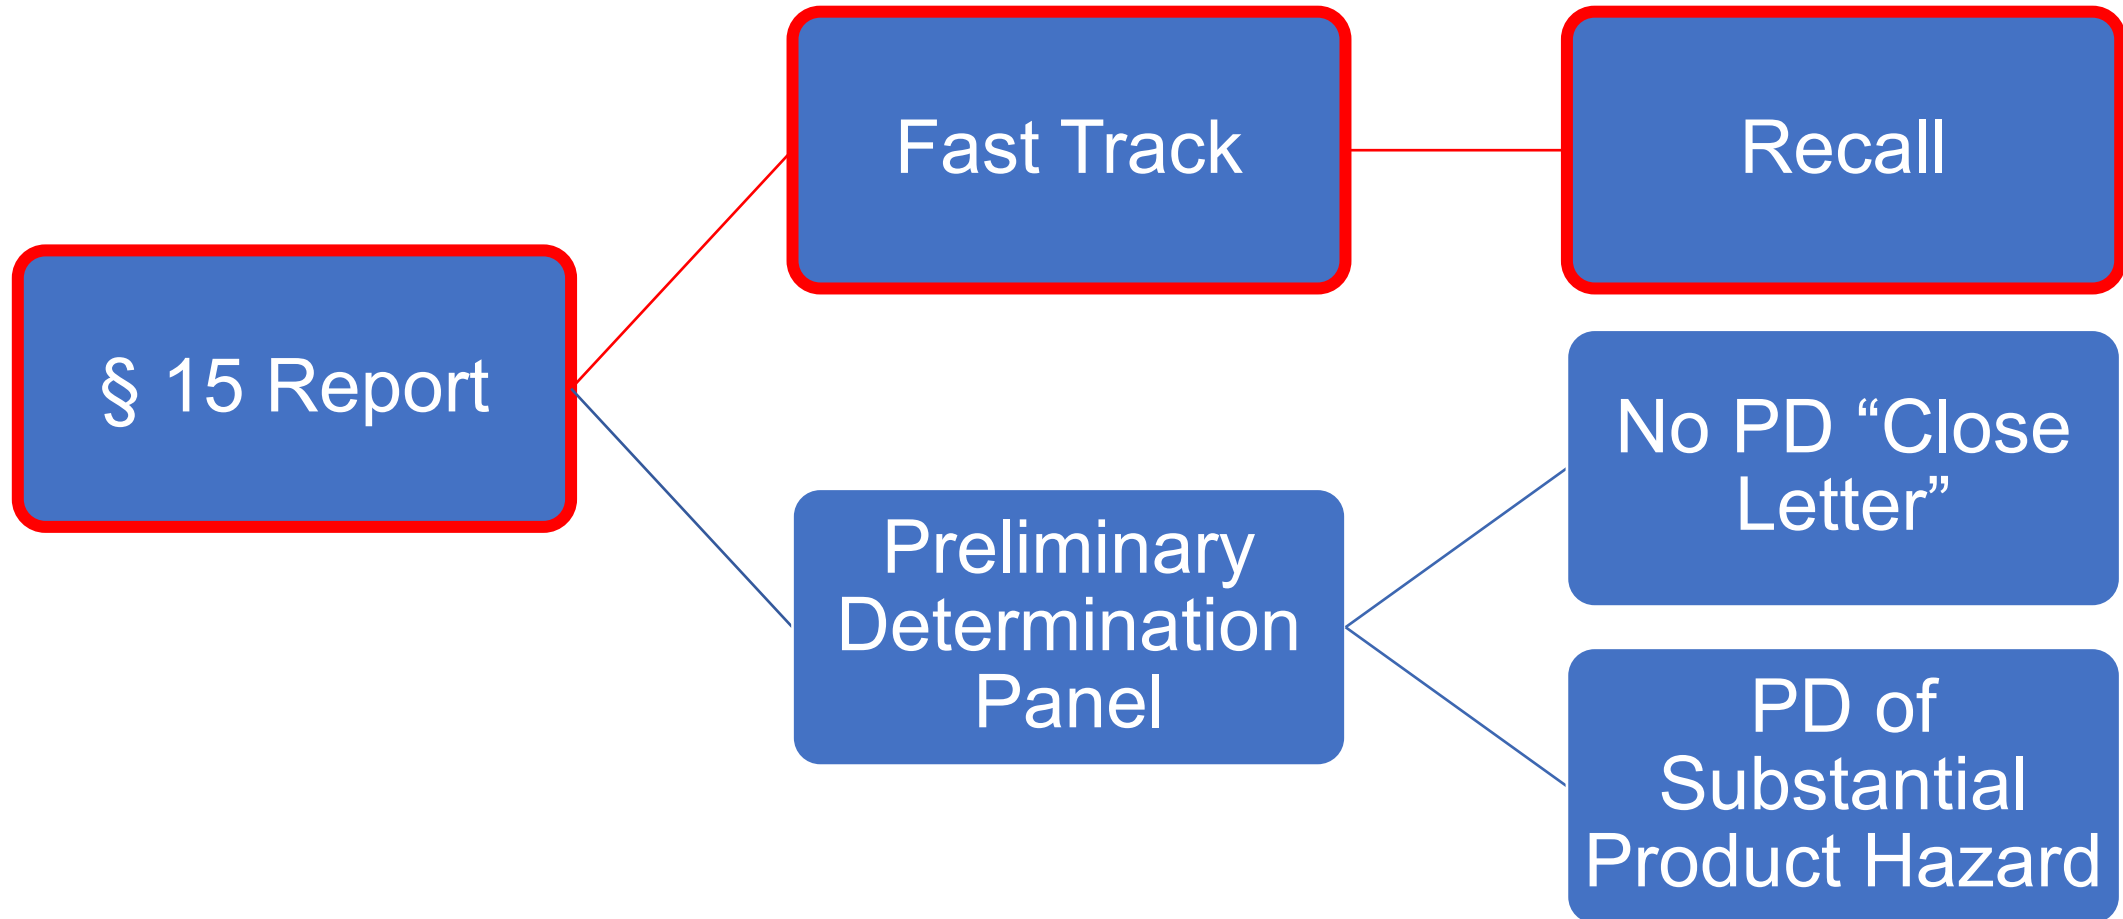 § 15 Report
Fast Track
Recall
Preliminary
Determination
Panel
No PD “Close
Letter”
PD of
Substantial
Product Hazard